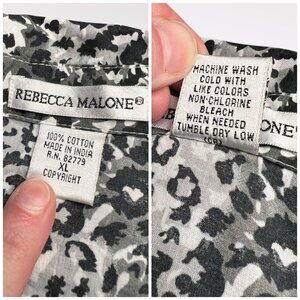 REBECCA MALONE®
100% COTTON
MADE IN INDIA
R.N. 82779
XL
COPYRIGHT
MACHINE WASH
COLD WITH
LIKE COLORS
NON-CHLORINE
BLEACH
WHEN NEEDED
TUMBLE DRY LOW
(CS)